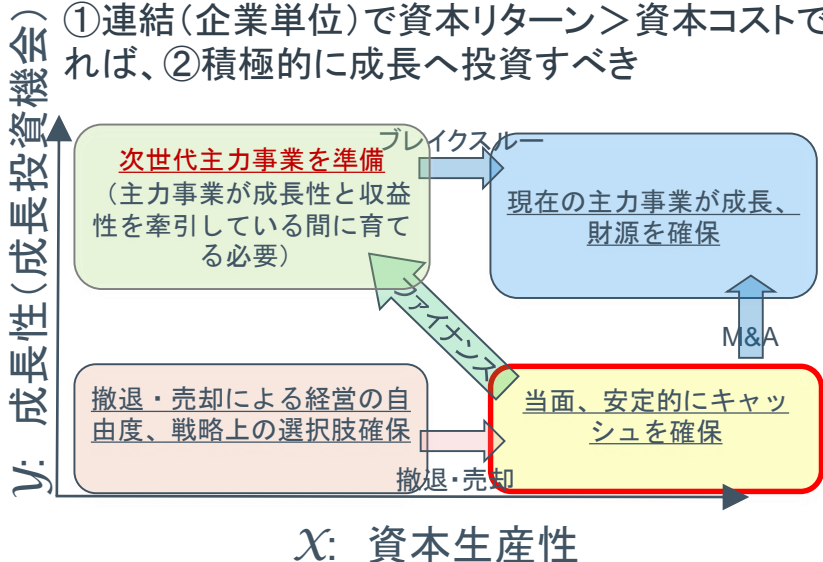 ①連結(企業単位)で資本リターン＞資本コストで
れば、②積極的に成長へ投資すべき
y: 成長性(成長投資機会)
ブレイクスルー
次世代主力事業を準備
（主力事業が成長性と収益
性を牽引している間に育て
る必要）
現在の主力事業が成長、
財源を確保
ファイナンス
M&A
撤退・売却による経営の自
由度、戦略上の選択肢確保
当面、安定的にキャッ
シュを確保
撤退・売却
x: 資本生産性